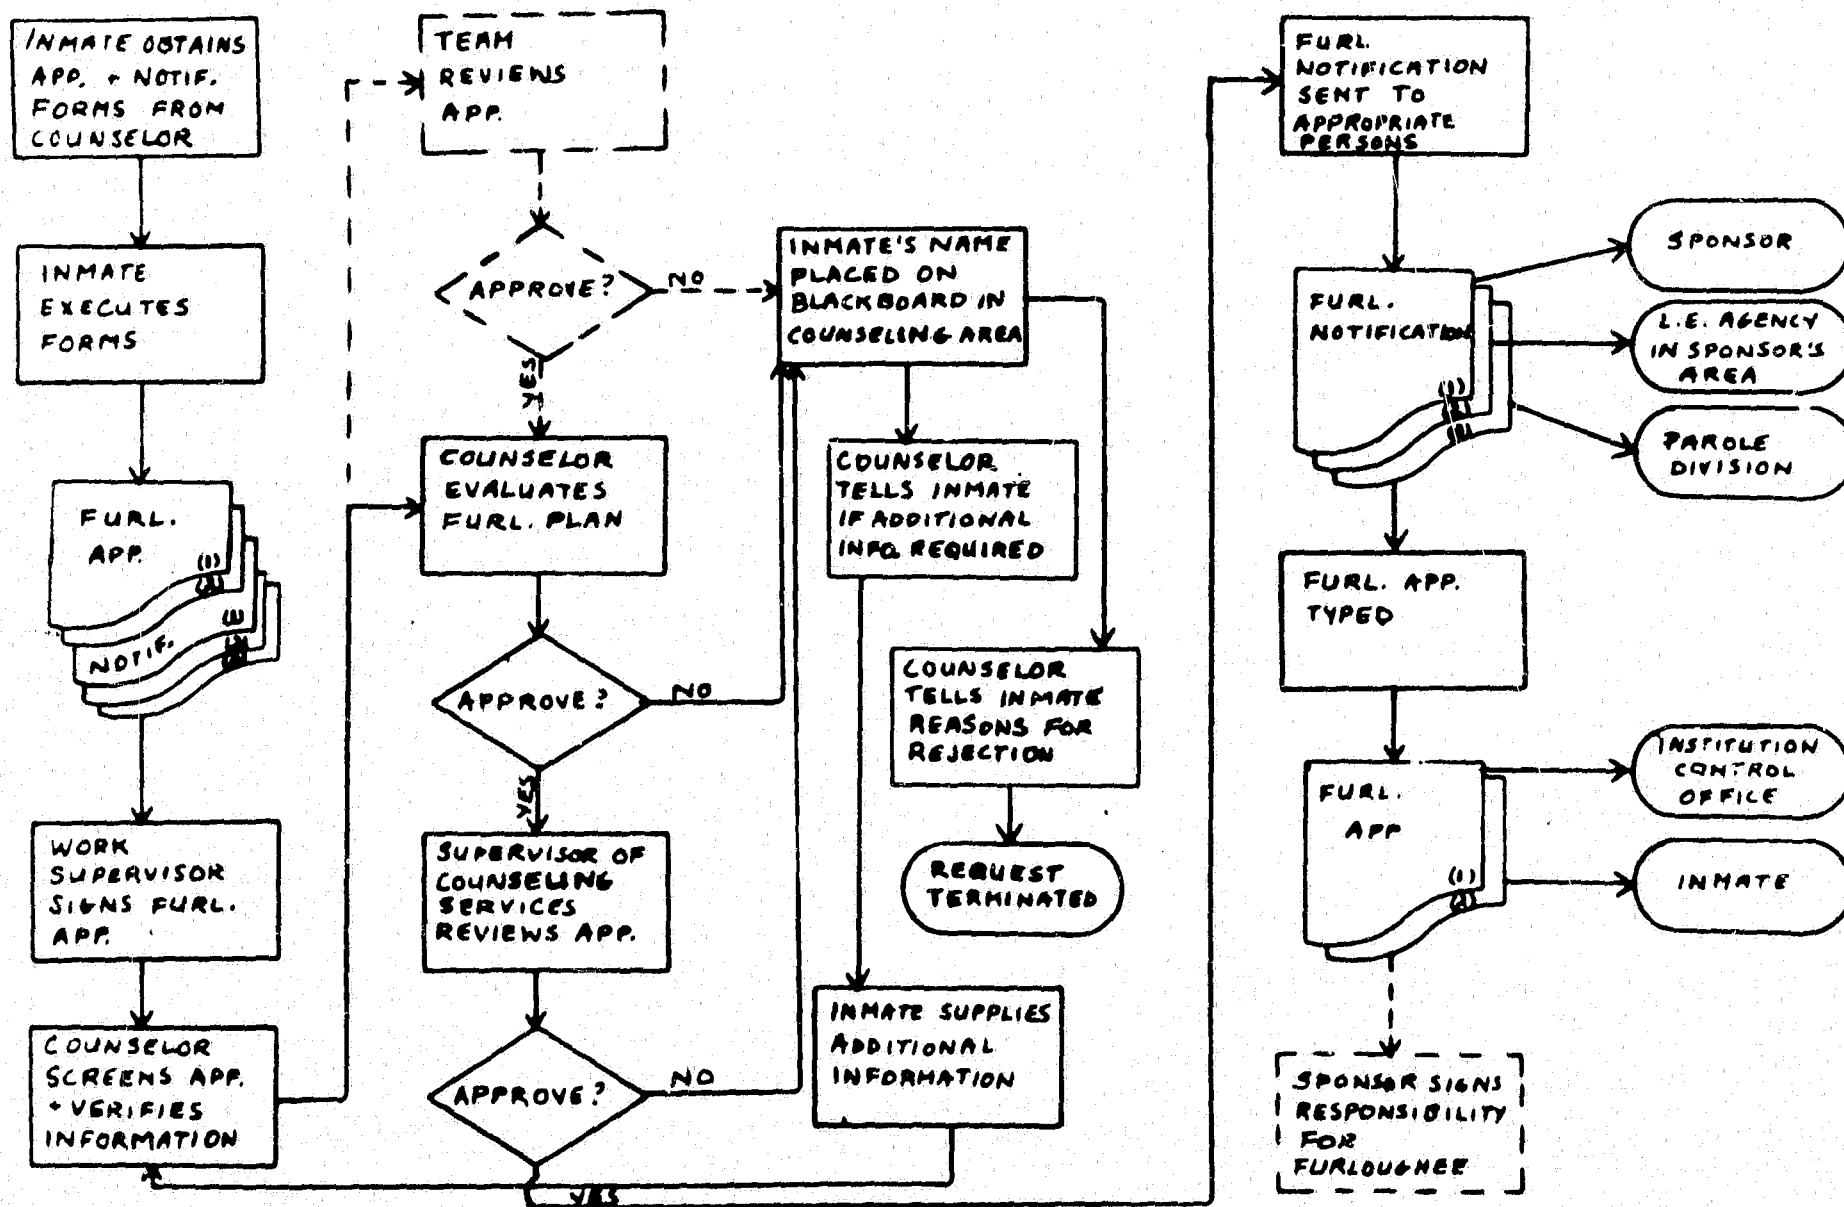 INMATE OBTAINS
APP. + NOTIF.
FORMS FROM
COUNSELOR
INMATE
EXECUTES
FORMS
FURL.
APP.
(1)
(2)
NOTIF.
WORK
SUPERVISOR
SIGNS FURL.
APP.
COUNSELOR
SCREENS APP.
+ VERIFIES
INFORMATION
TEAM
REVIEWS
APP.
APPROVE?
NO
YES
COUNSELOR
EVALUATES
FURL. PLAN
APPROVE?
NO
YES
SUPERVISOR OF
COUNSELING
SERVICES
REVIEWS APP.
APPROVE?
NO
YES
INMATE'S NAME
PLACED ON
BLACKBOARD IN
COUNSELING AREA
COUNSELOR
TELLS INMATE
IF ADDITIONAL
INFO. REQUIRED
COUNSELOR
TELLS INMATE
REASONS FOR
REJECTION
REQUEST
TERMINATED
INMATE SUPPLIES
ADDITIONAL
INFORMATION
FURL.
NOTIFICATION
SENT TO
APPROPRIATE
PERSONS
FURL.
NOTIFICATION
(1)
SPONSOR
L.E. AGENCY
IN SPONSOR'S
AREA
PAROLE
DIVISION
FURL. APP.
TYPED
FURL.
APP
(1)
(2)
INSTITUTION
CONTROL
OFFICE
INMATE
SPONSOR SIGNS
RESPONSIBILITY
FOR
FURLOUGHEE